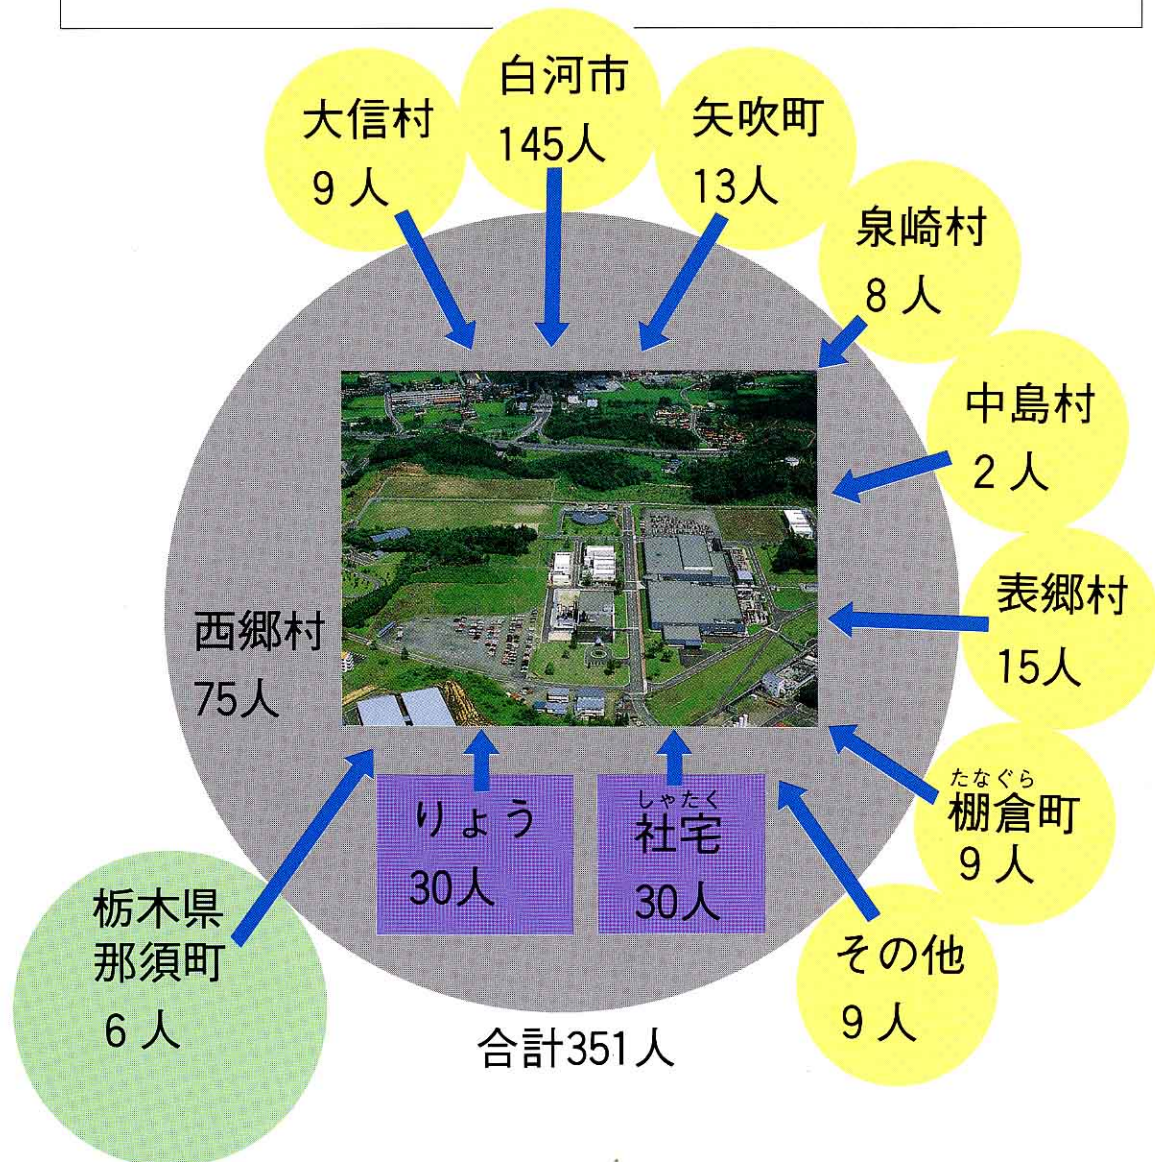 白河市
145人
大信村
9人
矢吹町
13人
泉崎村
8人
中島村
2人
表郷村
15人
西郷村
75人
たなぐら
棚倉町
9人
りょう
30人
しゃたく
社宅
30人
その他
9人
栃木県
那須町
6人
合計351人